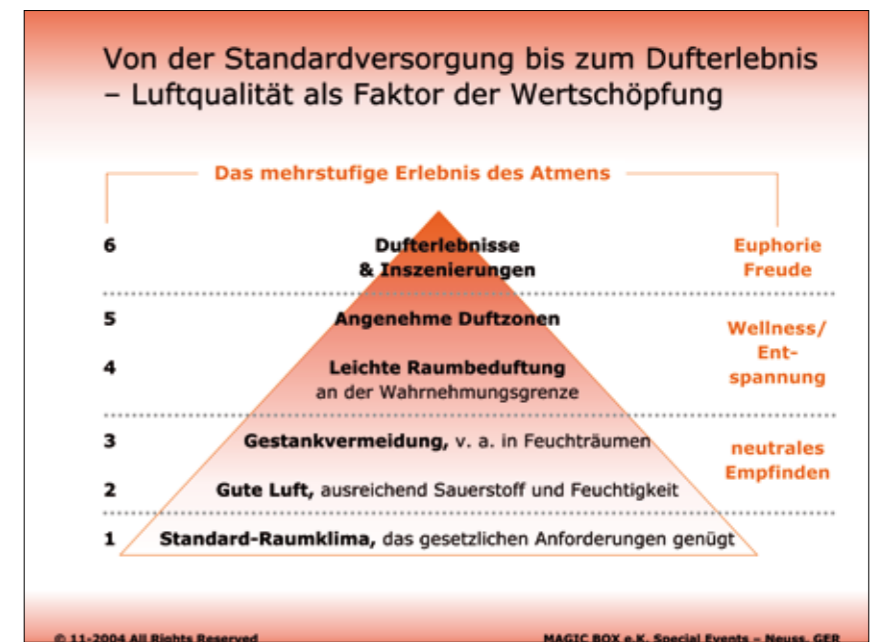 Von der Standardversorgung bis zum Dufterlebnis
– Luftqualität als Faktor der Wertschöpfung
Das mehrstufige Erlebnis des Atmens
6
Dufterlebnisse
& Inszenierungen
Euphorie
Freude
5
Angenehme Duftzonen
4
Leichte Raumbeduftung
an der Wahrnehmungsgrenze
Wellness/
Ent-
spannung
3
Gestankvermeidung, v. a. in Feuchträumen
2
Gute Luft, ausreichend Sauerstoff und Feuchtigkeit
neutrales
Empfinden
1
Standard-Raumklima, das gesetzlichen Anforderungen genügt
© 11-2004 All Rights Reserved
MAGIC BOX e.K. Special Events – Neuss, GER